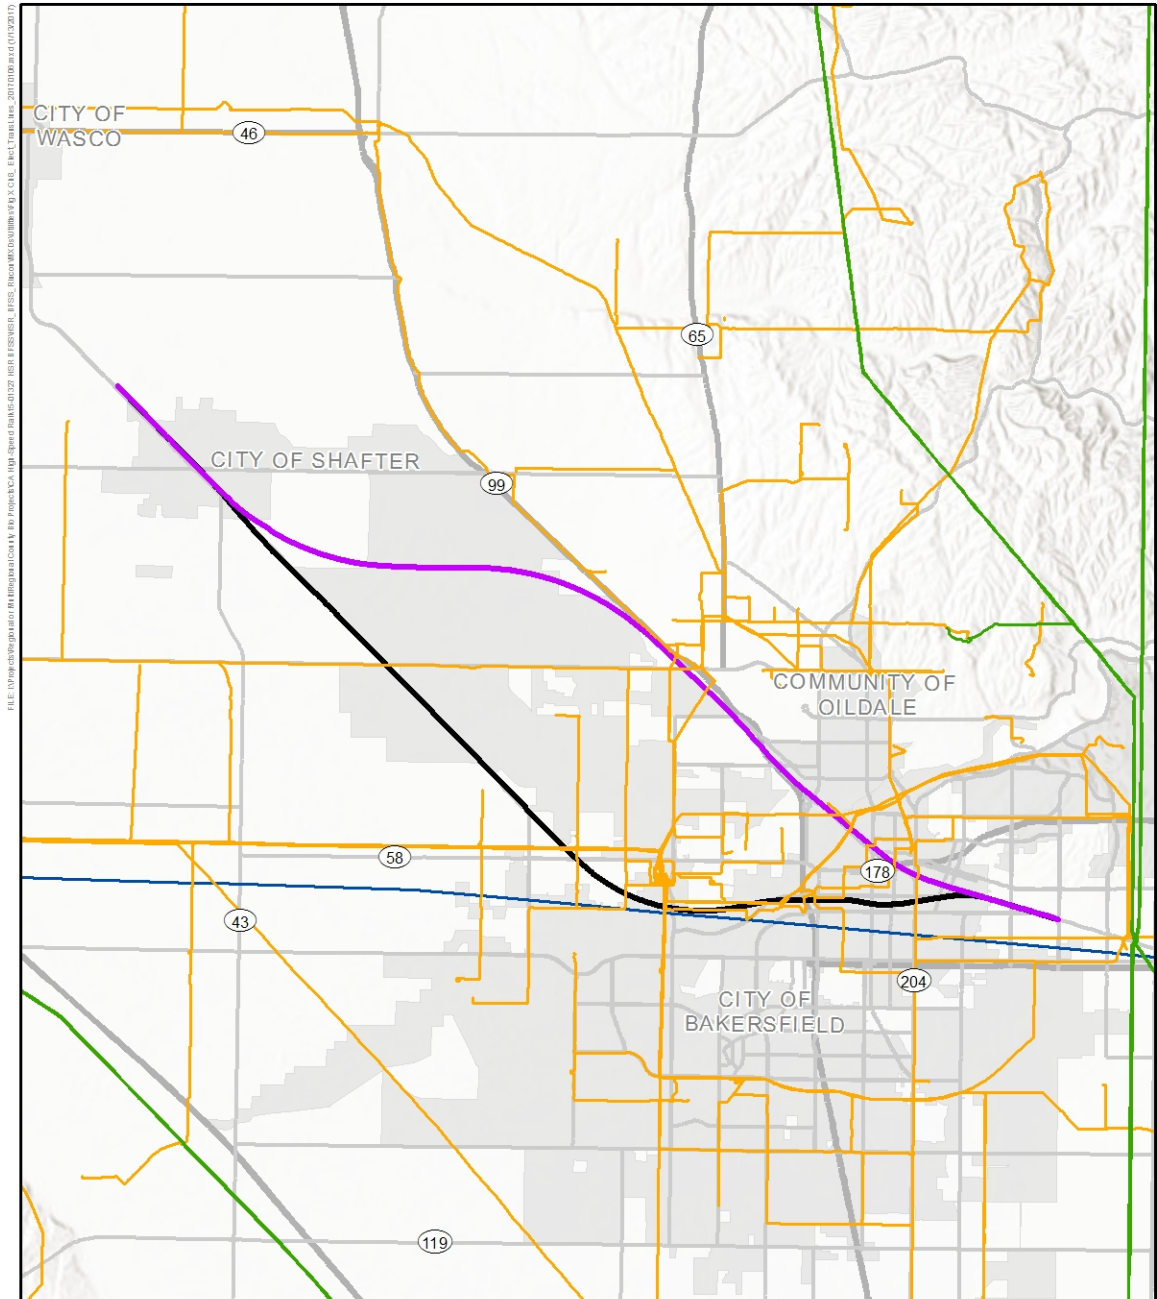 CITY OF
WASCO
46
65
CITY OF SHAFTER
99
COMMUNITY OF
OILDALE
58
178
43
204
CITY OF
BAKERSFIELD
119